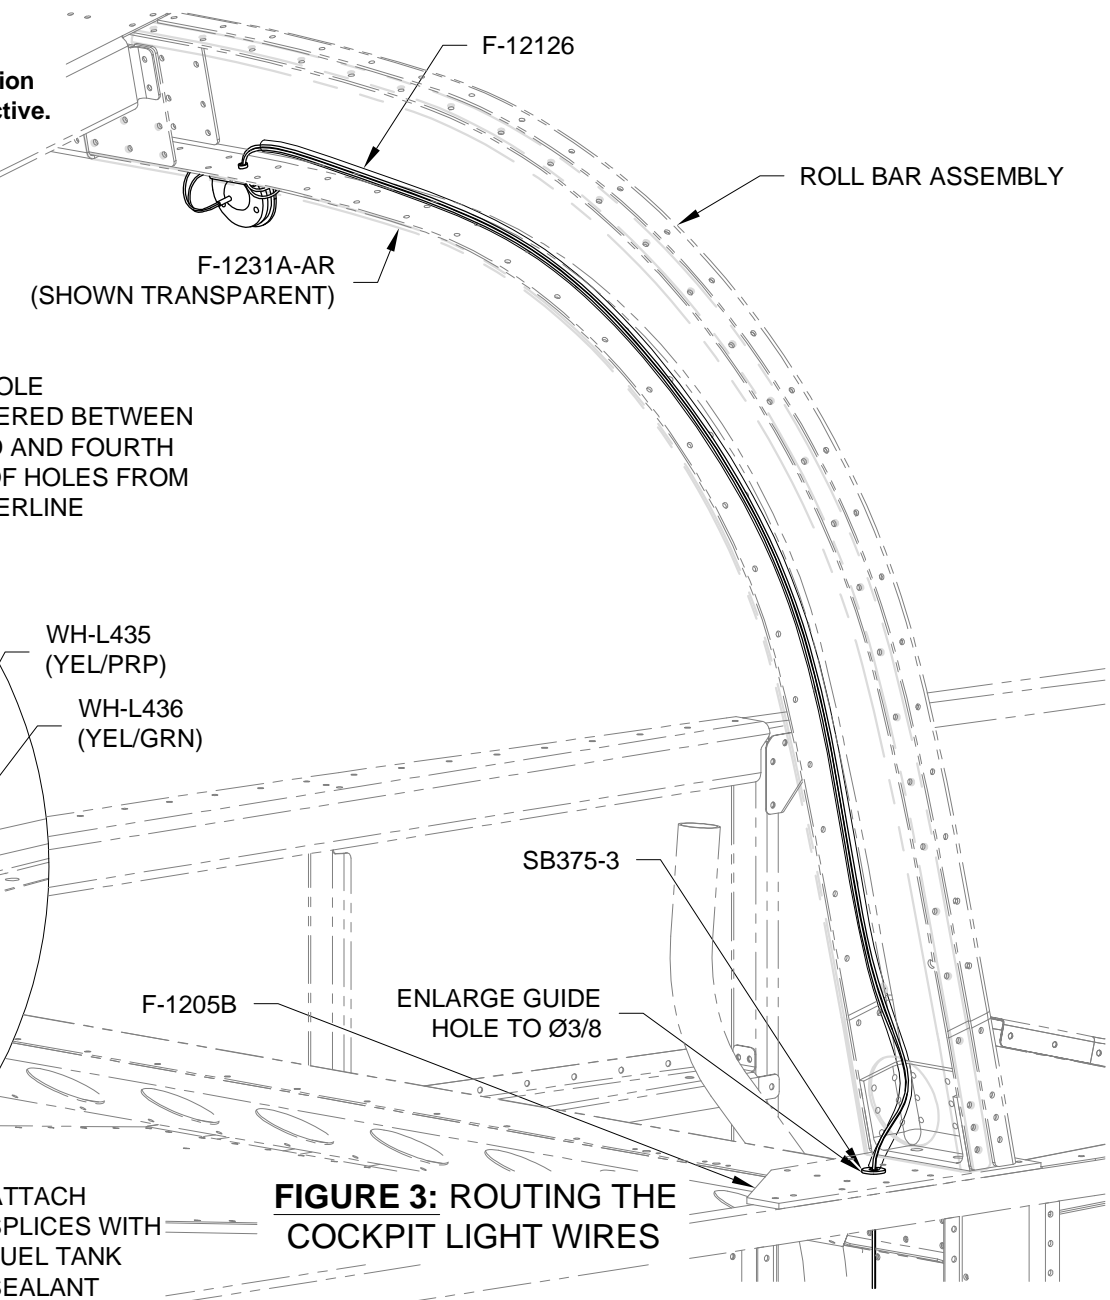 F-12126
ion
ctive.
ROLL BAR ASSEMBLY
F-1231A-AR
(SHOWN TRANSPARENT)
OLE
ERED BETWEEN
AND FOURTH
OF HOLES FROM
ERLINE
WH-L435
(YEL/PRP)
WH-L436
(YEL/GRN)
SB375-3
F-1205B
ENLARGE GUIDE
HOLE TO Ø3/8
ATTACH
SPLICES WITH
FUEL TANK
SEALANT
FIGURE 3: ROUTING THE
COCKPIT LIGHT WIRES